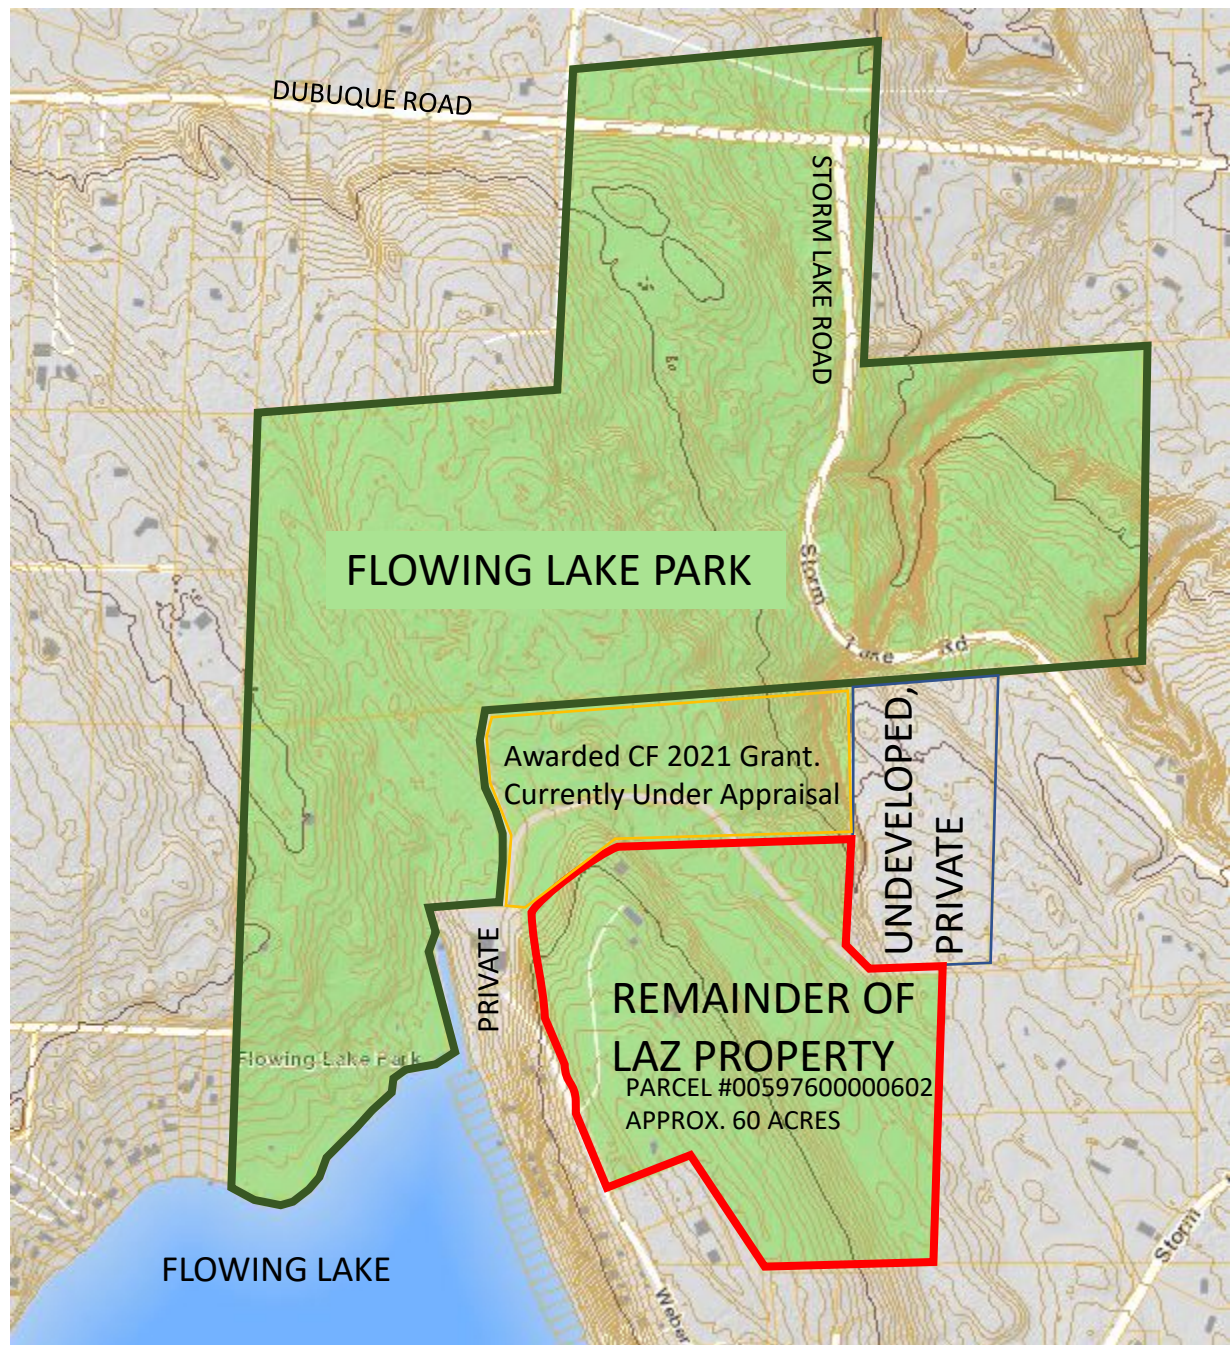 DUBUQUE ROAD
STORM LAKE ROAD
FLOWING LAKE PARK
Storm Lake Rd
UNDEVELOPED,
PRIVATE
Awarded CF 2021 Grant.
Currently Under Appraisal
PRIVATE
REMAINDER OF
LAZ PROPERTY
PARCEL #00597600000602
APPROX. 60 ACRES
Flowing Lake Park
FLOWING LAKE
Weber
Storm